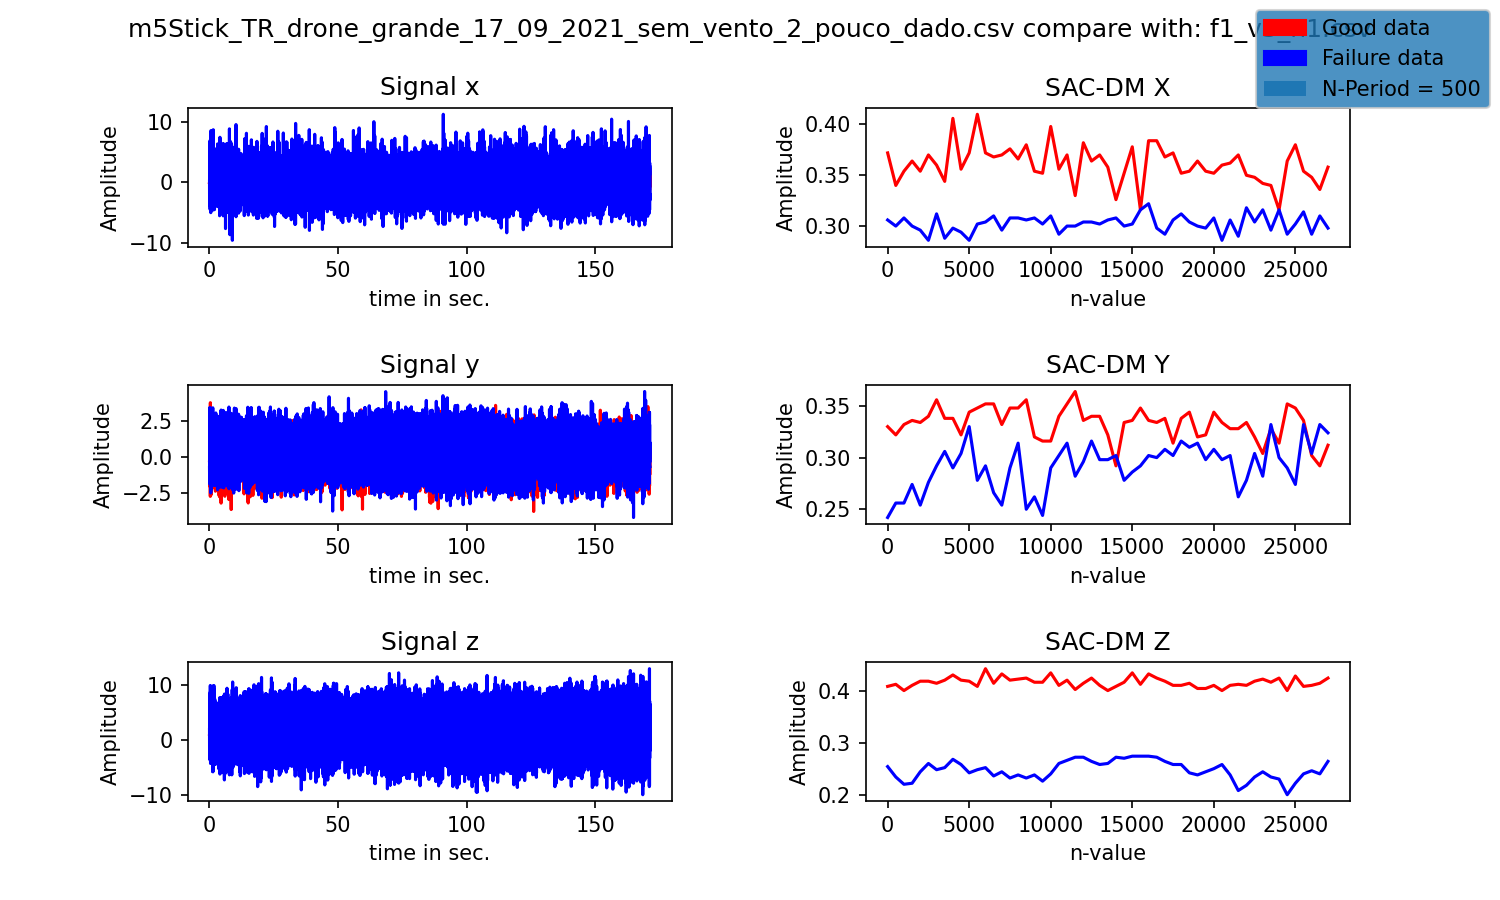 m5Stick_TR_drone_grande_17_09_2021_sem_vento_2_pouco_dado.csv compare with:
Good data
Failure data
N-Period = 500
Signal x
Amplitude
10
0
−10
0 50 100 150
time in sec.
SAC-DM X
Amplitude
0.40
0.35
0.30
0 5000 10000 15000 20000 25000
n-value
Signal y
Amplitude
2.5
0.0
−2.5
0 50 100 150
time in sec.
SAC-DM Y
Amplitude
0.35
0.30
0.25
0 5000 10000 15000 20000 25000
n-value
Signal z
Amplitude
10
0
−10
0 50 100 150
time in sec.
SAC-DM Z
Amplitude
0.4
0.3
0.2
0 5000 10000 15000 20000 25000
n-value